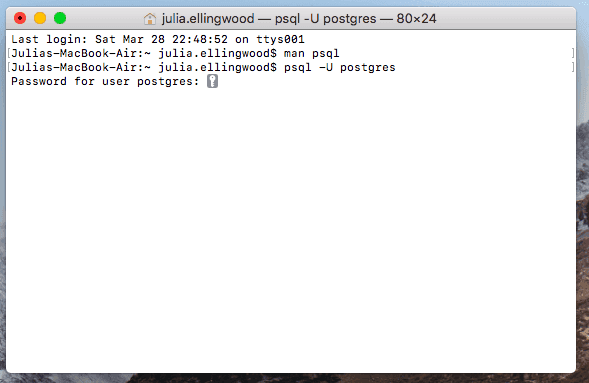 julia.ellingwood — psql -U postgres — 80×24
Last login: Sat Mar 28 22:48:52 on ttys001
[Julias-MacBook-Air:~ julia.ellingwood$ man psql ]
[Julias-MacBook-Air:~ julia.ellingwood$ psql -U postgres ]
Password for user postgres: